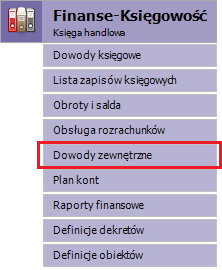 Finanse-Księgowość
Księga handlowa
Dowody księgowe
Lista zapisów księgowych
Obroty i salda
Obsługa rozrachunków
Dowody zewnętrzne
Plan kont
Raporty finansowe
Definicje dekretów
Definicje obiektów